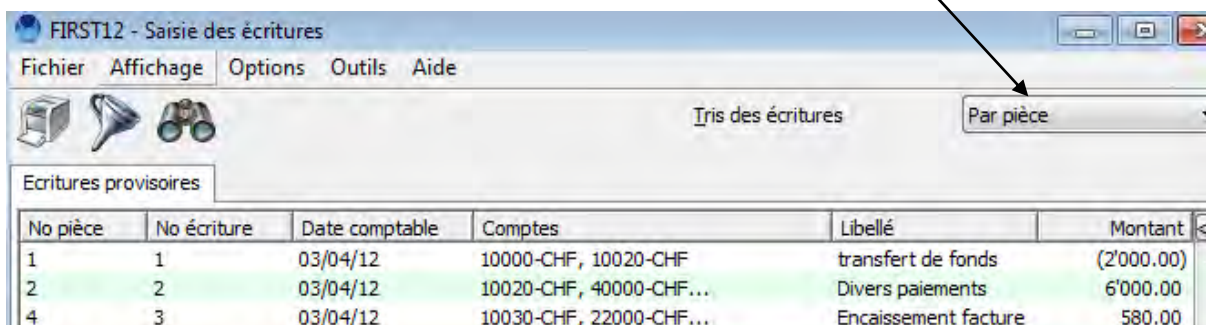 FIRST12 - Saisie des écritures
Fichier Affichage Options Outils Aide
Tris des écritures Par pièce
Ecritures provisoires
No pièce No écriture Date comptable Comptes Libellé Montant
1 1 03/04/12 10000-CHF, 10020-CHF transfert de fonds (2'000.00)
2 2 03/04/12 10020-CHF, 40000-CHF... Divers paiements 6'000.00
4 3 03/04/12 10030-CHF, 22000-CHF... Encaissement facture 580.00